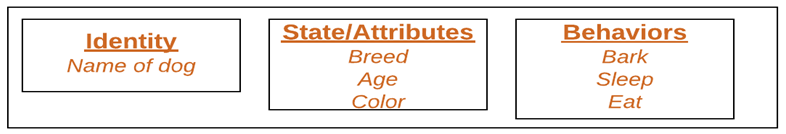 Identity
Name of dog
State/Attributes
Breed
Age
Color
Behaviors
Bark
Sleep
Eat